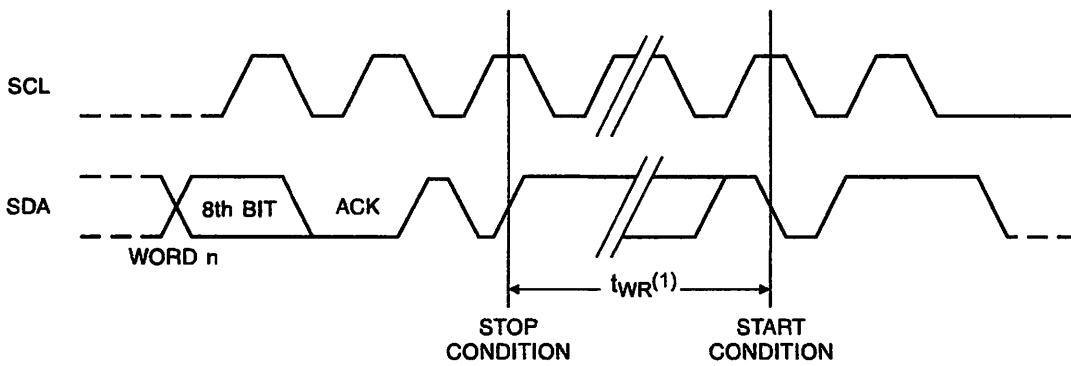 SCL
SDA
8th BIT
ACK
WORD n
tWR(1)
STOP
CONDITION
START
CONDITION